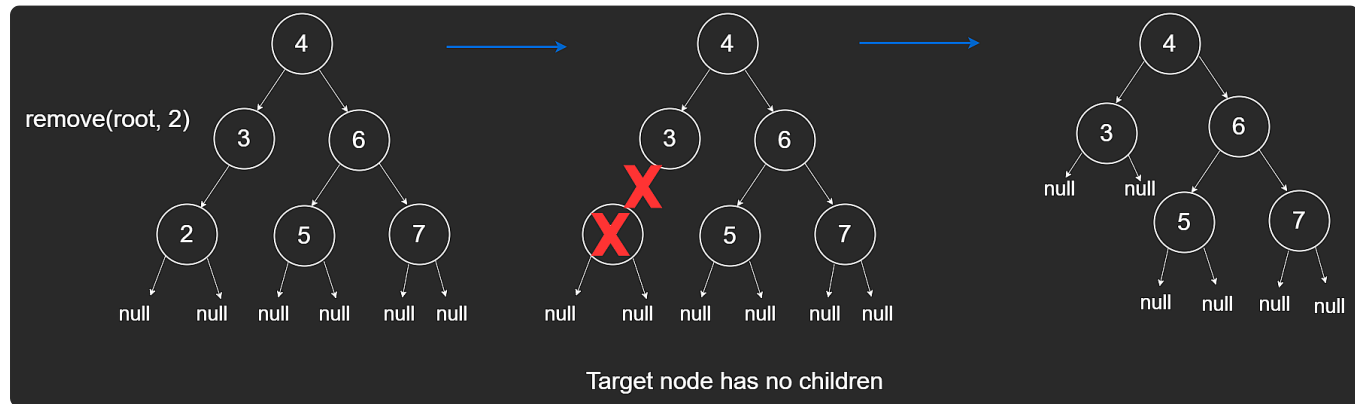 4 4 4
remove(root, 2) 3 6 3 6 3 6
null null
2 5 7 X X 5 7 5 7
null null null null null null null null null null null null null null null null
Target node has no children